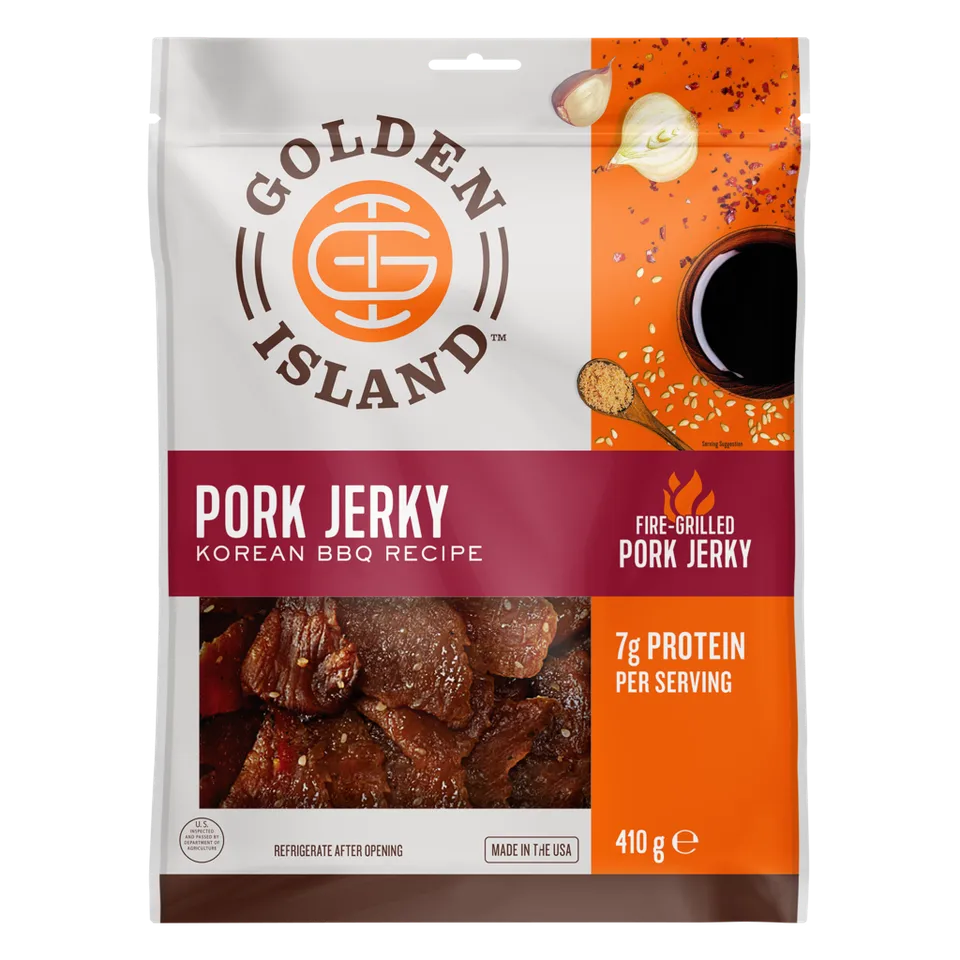 GOLDEN
ISLAND™
GI
Serving Suggestion
PORK JERKY
KOREAN BBQ RECIPE
FIRE-GRILLED
PORK JERKY
7g PROTEIN
PER SERVING
U.S.
INSPECTED
AND PASSED BY
DEPARTMENT OF
AGRICULTURE
REFRIGERATE AFTER OPENING
MADE IN THE USA
410 g ℮